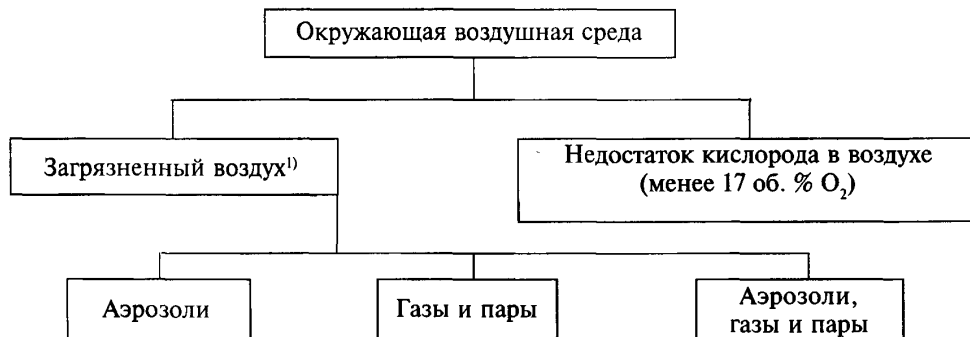 Окружающая воздушная среда
Загрязненный воздух¹⁾
Недостаток кислорода в воздухе
(менее 17 об. % O₂)
Аэрозоли
Газы и пары
Аэрозоли,
газы и пары